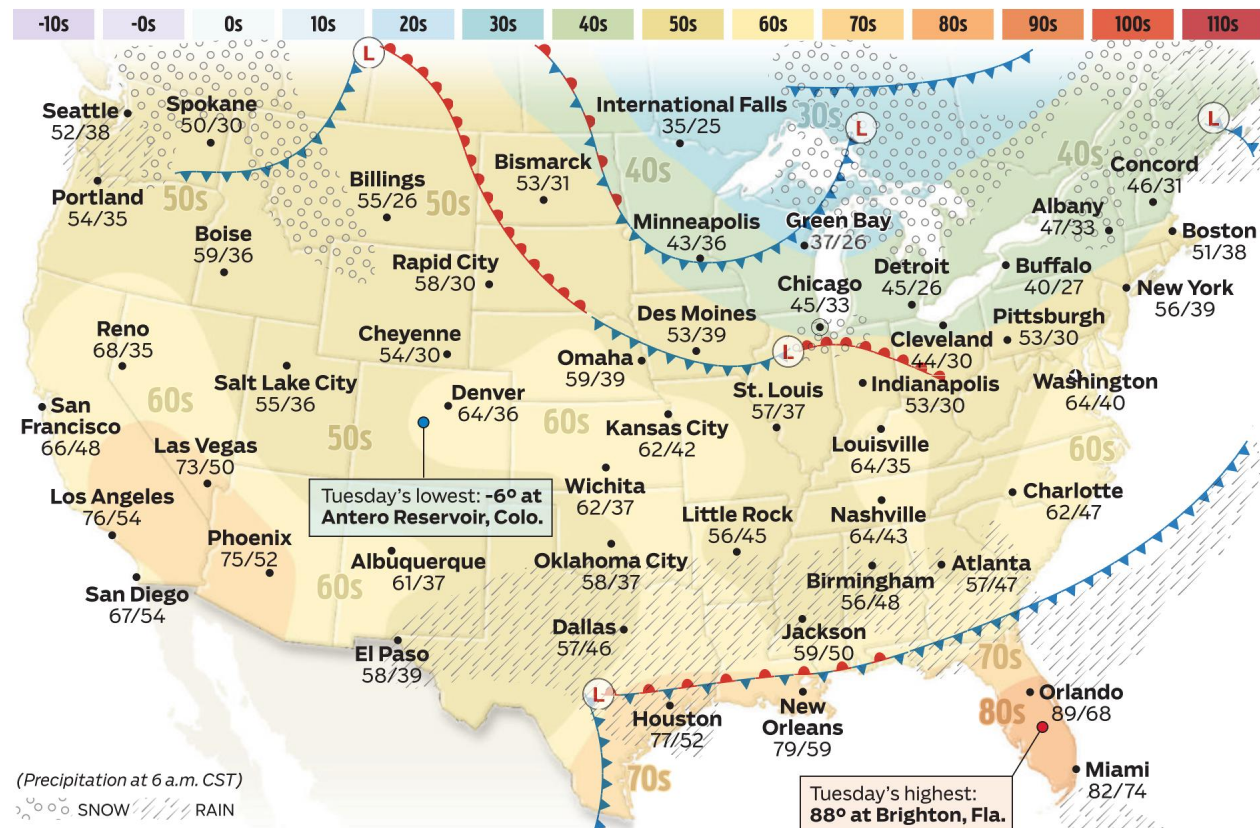 -10s -0s 0s 10s 20s 30s 40s 50s 60s 70s 80s 90s 100s 110s
L
L
L
L
L
Seattle
52/38
Spokane
50/30
Portland
54/35
50s
Boise
59/36
Billings
55/26
50s
Bismarck
53/31
Rapid City
58/30
Cheyenne
54/30
International Falls
35/25
30s
40s
Minneapolis
43/36
Green Bay
37/26
40s
Concord
46/31
Albany
47/33
Boston
51/38
Buffalo
40/27
New York
56/39
Chicago
45/33
Detroit
45/26
Cleveland
44/30
Pittsburgh
53/30
Washington
64/40
Des Moines
53/39
Omaha
59/39
St. Louis
57/37
Indianapolis
53/30
Reno
68/35
60s
Salt Lake City
55/36
50s
Denver
64/36
60s
Kansas City
62/42
Louisville
64/35
60s
San
Francisco
66/48
Las Vegas
73/50
Los Angeles
76/54
Phoenix
75/52
San Diego
67/54
60s
Tuesday's lowest: -6º at
Antero Reservoir, Colo.
Wichita
62/37
Albuquerque
61/37
Oklahoma City
58/37
Little Rock
56/45
Nashville
64/43
Charlotte
62/47
Birmingham
56/48
Atlanta
57/47
El Paso
58/39
Dallas
57/46
Jackson
59/50
Houston
77/52
70s
New
Orleans
79/59
70s
80s
Orlando
89/68
Miami
82/74
Tuesday's highest:
88º at Brighton, Fla.
(Precipitation at 6 a.m. CST)
SNOW RAIN